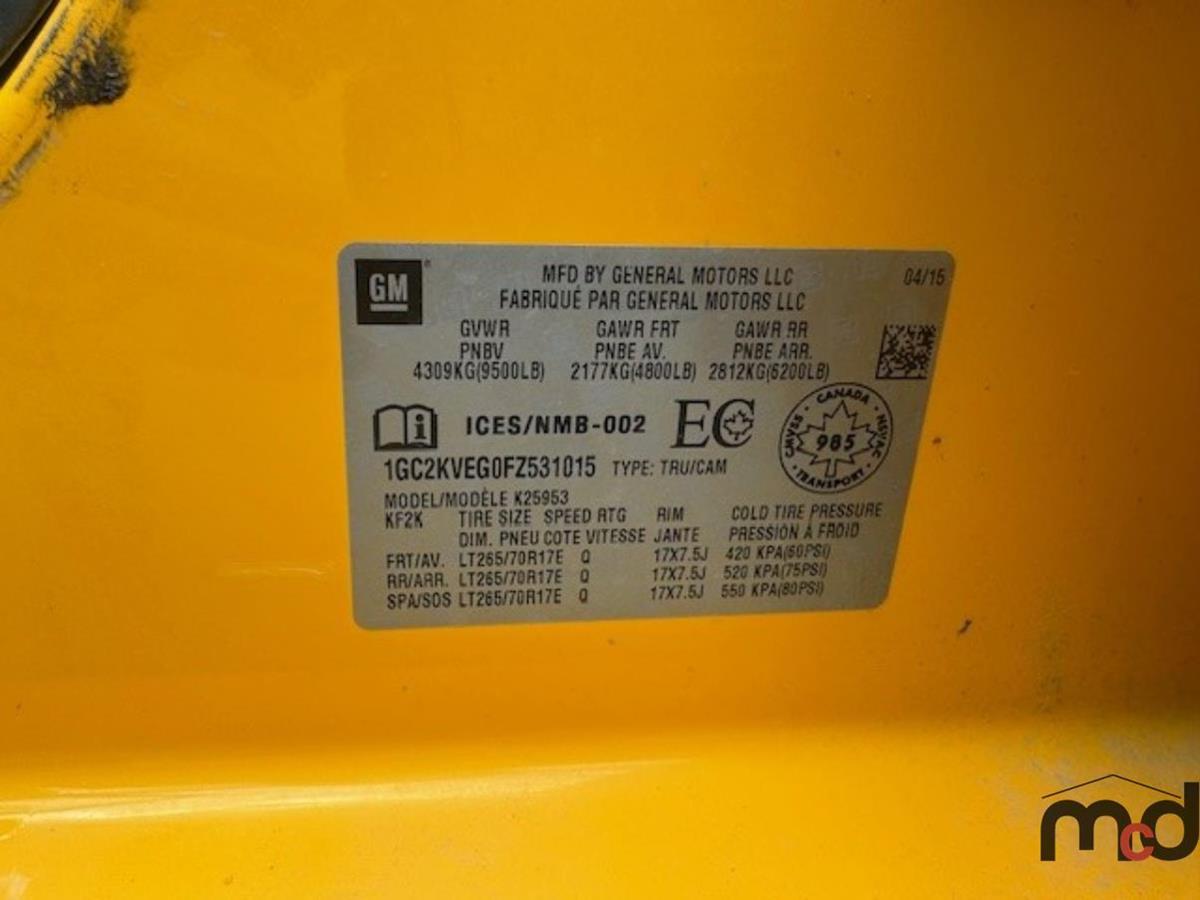 GM
MFD BY GENERAL MOTORS LLC 04/15
FABRIQUÉ PAR GENERAL MOTORS LLC
GVWR GAWR FRT GAWR RR
PNBV PNBE AV. PNBE ARR.
4309KG(9500LB) 2177KG(4800LB) 2812KG(6200LB)
i ICES/NMB-002 EC
CANADA CMVSS NSVAC 985 TRANSPORT
1GC2KVEG0FZ531015 TYPE: TRU/CAM
MODEL/MODÈLE K25953
KF2K TIRE SIZE SPEED RTG RIM COLD TIRE PRESSURE
DIM. PNEU COTE VITESSE JANTE PRESSION À FROID
FRT/AV. LT265/70R17E Q 17X7.5J 420 KPA(60PSI)
RR/ARR. LT265/70R17E Q 17X7.5J 520 KPA(75PSI)
SPA/SOS LT265/70R17E Q 17X7.5J 550 KPA(80PSI)
mcd